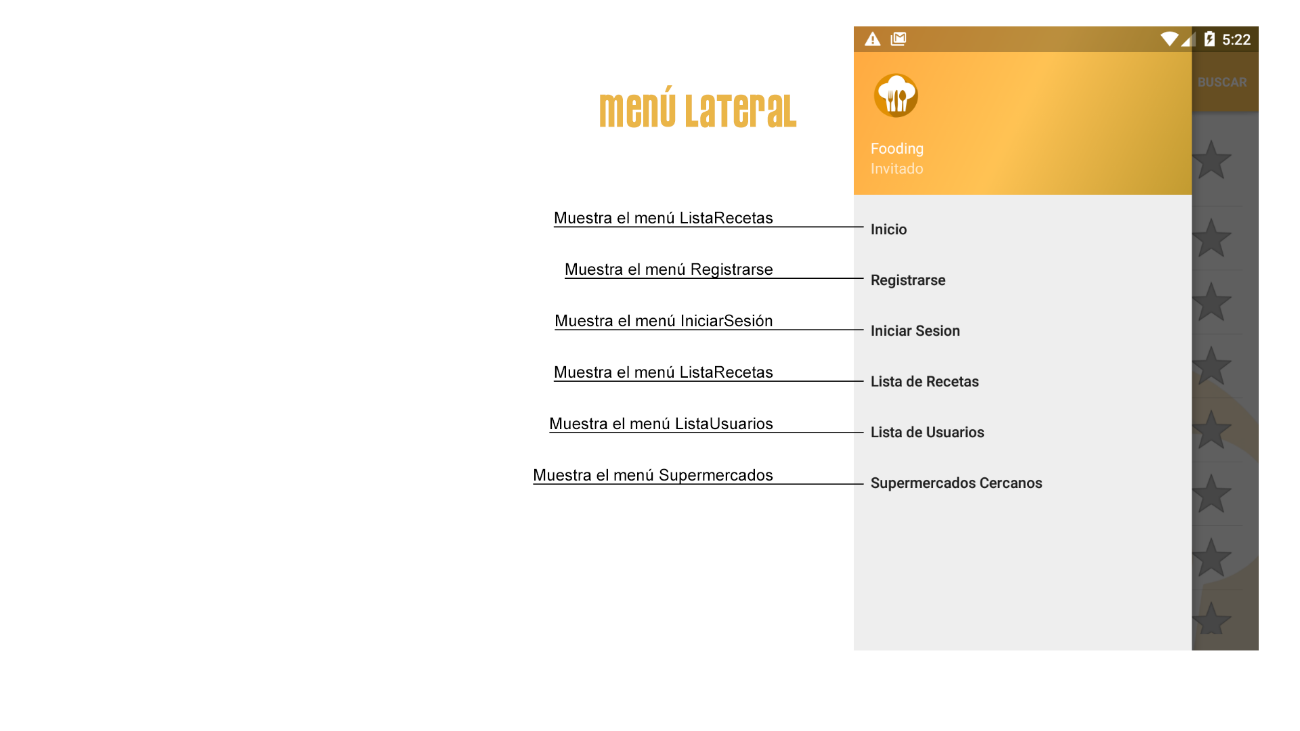 5:22
BUSCAR
menú Lateral
Fooding
Invitado
Muestra el menú ListaRecetas
Inicio
Muestra el menú Registrarse
Registrarse
Muestra el menú IniciarSesión
Iniciar Sesion
Muestra el menú ListaRecetas
Lista de Recetas
Muestra el menú ListaUsuarios
Lista de Usuarios
Muestra el menú Supermercados
Supermercados Cercanos